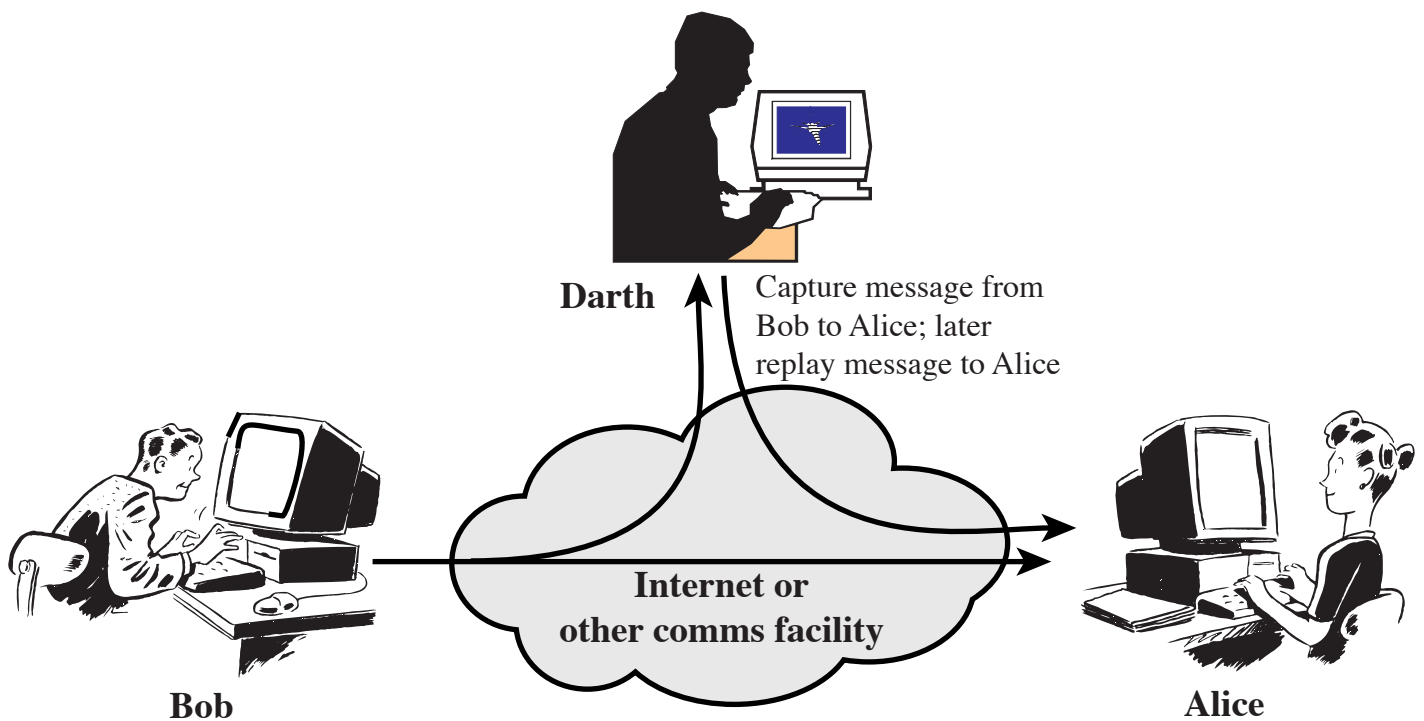 Darth
Capture message from
Bob to Alice; later
replay message to Alice
Internet or
other comms facility
Bob
Alice